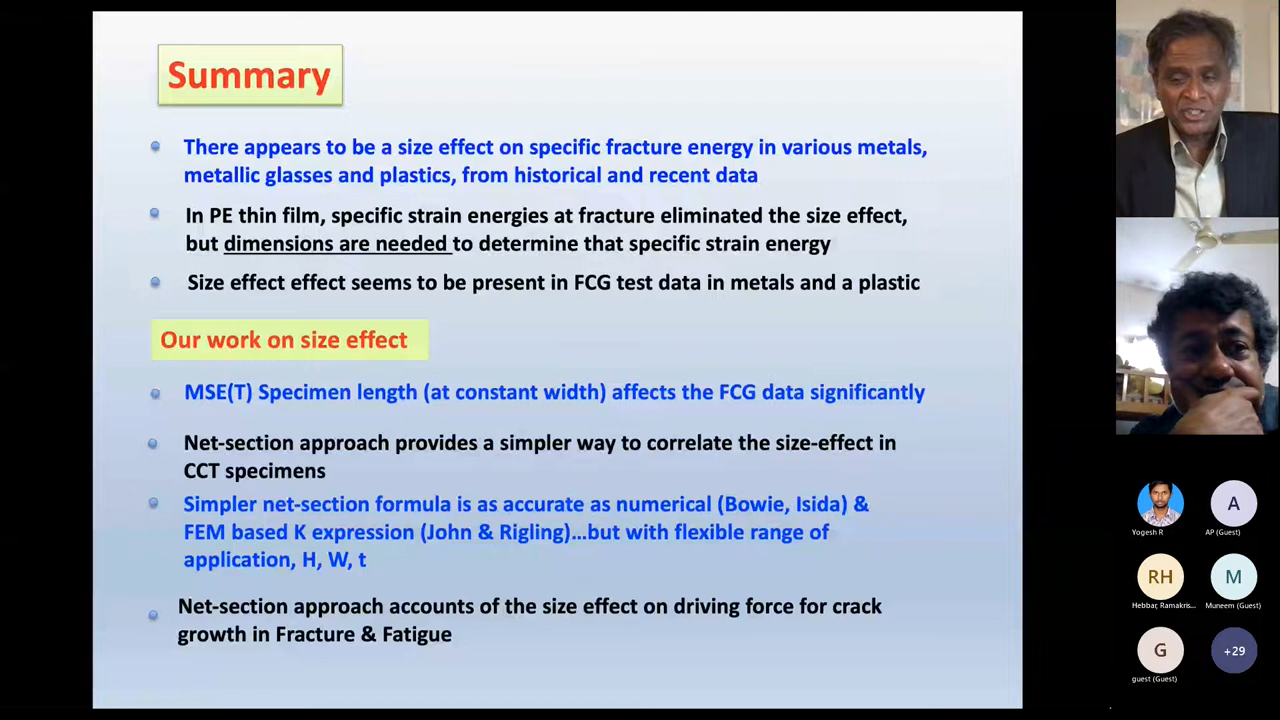 Summary
There appears to be a size effect on specific fracture energy in various metals,
metallic glasses and plastics, from historical and recent data
In PE thin film, specific strain energies at fracture eliminated the size effect,
but dimensions are needed to determine that specific strain energy
Size effect effect seems to be present in FCG test data in metals and a plastic
Our work on size effect
MSE(T) Specimen length (at constant width) affects the FCG data significantly
Net-section approach provides a simpler way to correlate the size-effect in
CCT specimens
Simpler net-section formula is as accurate as numerical (Bowie, Isida) &
FEM based K expression (John & Rigling)...but with flexible range of
application, H, W, t
Net-section approach accounts of the size effect on driving force for crack
growth in Fracture & Fatigue
Yogesh R
A
AP (Guest)
RH
Hebbar, Ramakris...
M
Muneem (Guest)
G
guest (Guest)
+29